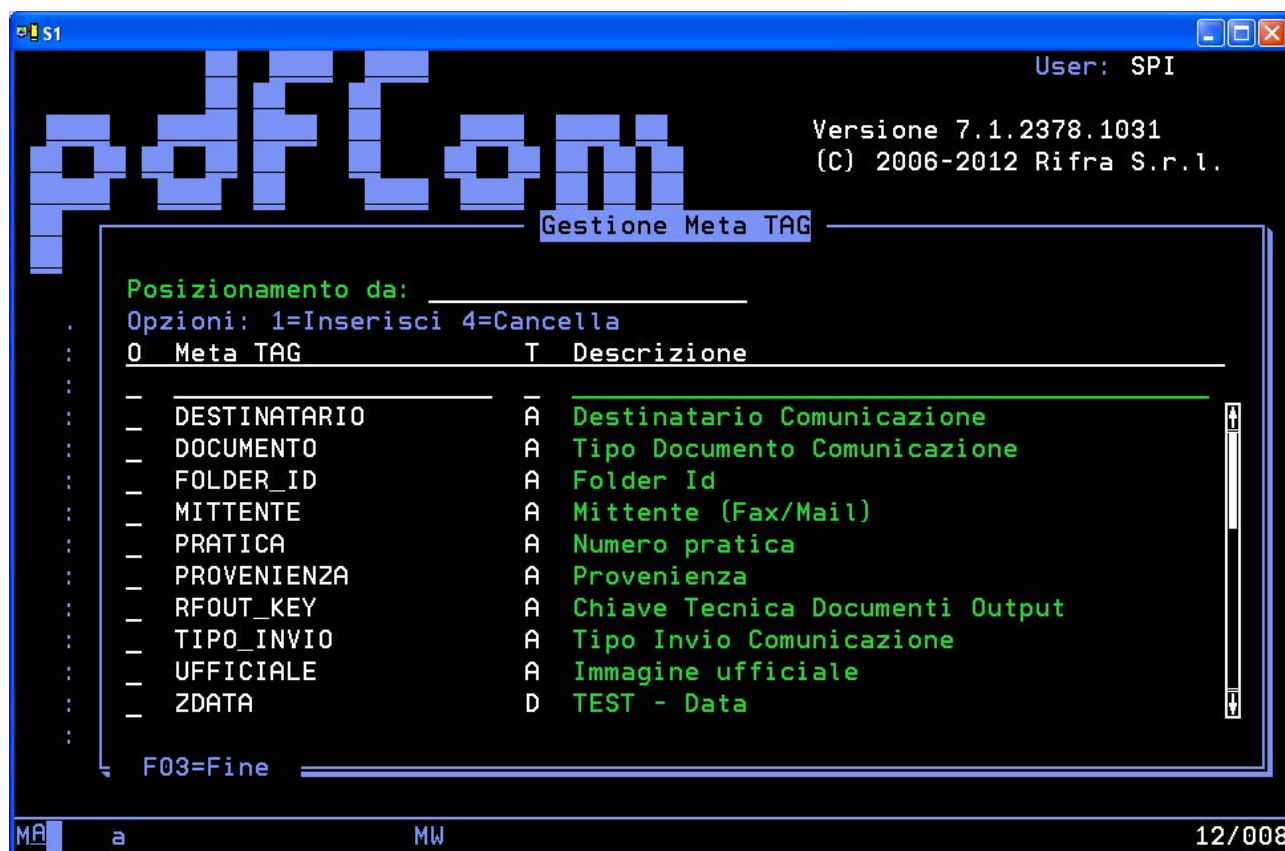 S1
User: SPI
pdfCom
Versione 7.1.2378.1031
(C) 2006-2012 Rifra S.r.l.
Gestione Meta TAG
Posizionamento da:
Opzioni: 1=Inserisci 4=Cancella
O Meta TAG T Descrizione
DESTINATARIO A Destinatario Comunicazione
DOCUMENTO A Tipo Documento Comunicazione
FOLDER_ID A Folder Id
MITTENTE A Mittente (Fax/Mail)
PRATICA A Numero pratica
PROVENIENZA A Provenienza
RFOUT_KEY A Chiave Tecnica Documenti Output
TIPO_INVIO A Tipo Invio Comunicazione
UFFICIALE A Immagine ufficiale
ZDATA D TEST - Data
F03=Fine
MA a MW 12/008